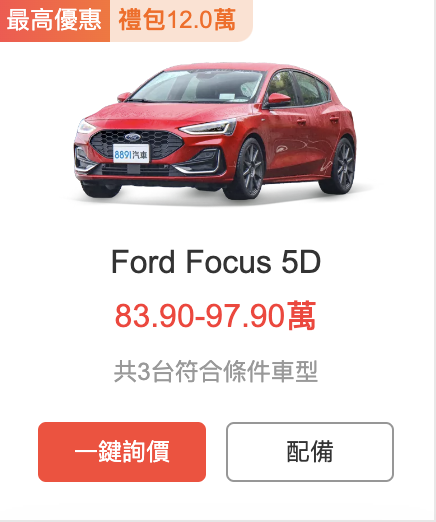 最高優惠 禮包12.0萬
Ford
8891汽車
Ford Focus 5D
83.90-97.90萬
共3台符合條件車型
一鍵詢價 配備